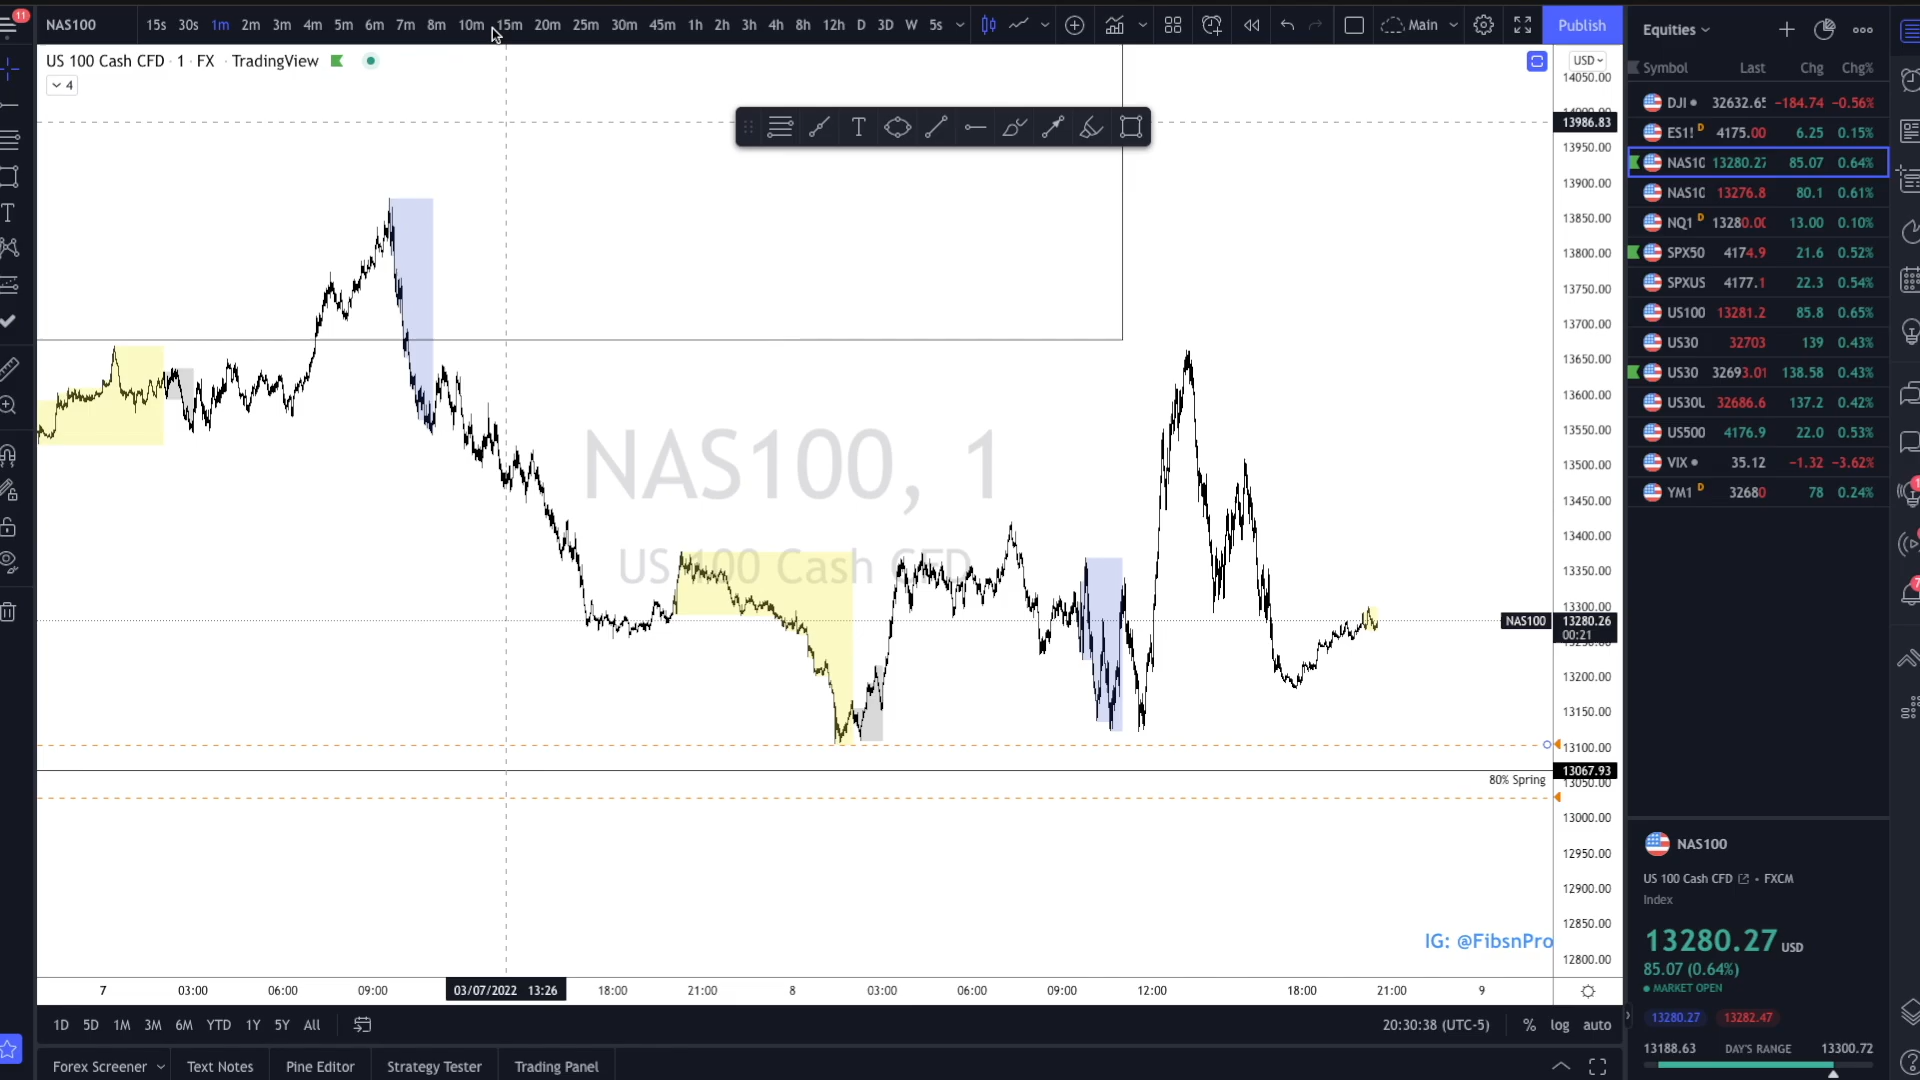 11
NAS100
15s 30s 1m 2m 3m 4m 5m 6m 7m 8m 10m 15m 20m 25m 30m 45m 1h 2h 3h 4h 8h 12h D 3D W 5s
Main
Publish
US 100 Cash CFD · 1 · FX · TradingView
4
USD
14050.00
13986.83
13950.00
13900.00
13850.00
13800.00
13750.00
13700.00
13650.00
13600.00
13550.00
13500.00
13450.00
13400.00
13350.00
13300.00
NAS100 13280.26
00:21
13200.00
13150.00
13100.00
13067.93
80% Spring
13050.00
13000.00
12950.00
12900.00
12850.00
12800.00
NAS100, 1
US 100 Cash CFD
IG: @FibsnPro
7 03:00 06:00 09:00 03/07/2022 13:26 18:00 21:00 8 03:00 06:00 09:00 12:00 18:00 21:00 9
1D 5D 1M 3M 6M YTD 1Y 5Y All
20:30:38 (UTC-5) % log auto
Forex Screener Text Notes Pine Editor Strategy Tester Trading Panel
Equities
Symbol Last Chg Chg%
DJI 32632.65 −184.74 −0.56%
ES1! D 4175.00 6.25 0.15%
NAS10 13280.27 85.07 0.64%
NAS10 13276.8 80.1 0.61%
NQ1 D 13280.00 13.00 0.10%
SPX50 4174.9 21.6 0.52%
SPXUS 4177.1 22.3 0.54%
US100 13281.2 85.8 0.65%
US30 32703 139 0.43%
US30 32693.01 138.58 0.43%
US30U 32686.6 137.2 0.42%
US500 4176.9 22.0 0.53%
VIX 35.12 −1.32 −3.62%
YM1 D 32680 78 0.24%
NAS100
US 100 Cash CFD • FXCM
Index
13280.27 USD
85.07 (0.64%)
MARKET OPEN
13280.27 13282.47
13188.63 DAY'S RANGE 13300.72